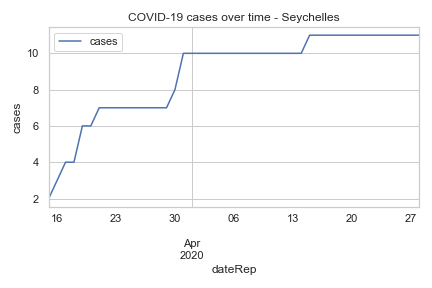 COVID-19 cases over time - Seychelles
cases
10
8
6
4
2
cases
16 23 30 06 13 20 27
Apr
2020
dateRep